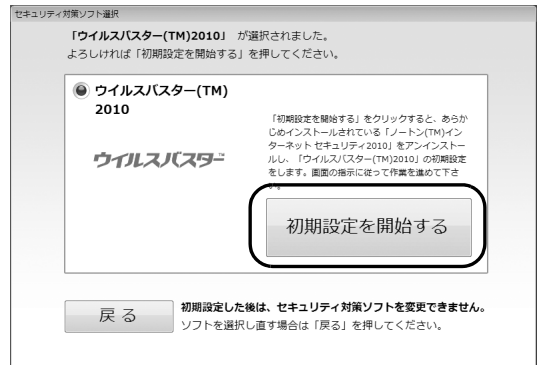 セキュリティ対策ソフト選択
「ウイルスバスター(TM)2010」 が選択されました。
よろしければ「初期設定を開始する」を押してください。
ウイルスバスター(TM)
2010
ウイルスバスター™
「初期設定を開始する」をクリックすると、あらか
じめインストールされている「ノートン(TM)イン
ターネット セキュリティ2010」をアンインストー
ルし、「ウイルスバスター(TM)2010」の初期設定
をします。画面の指示に従って作業を進めて下さ
い。
初期設定を開始する
戻 る
初期設定した後は、セキュリティ対策ソフトを変更できません。
ソフトを選択し直す場合は「戻る」を押してください。